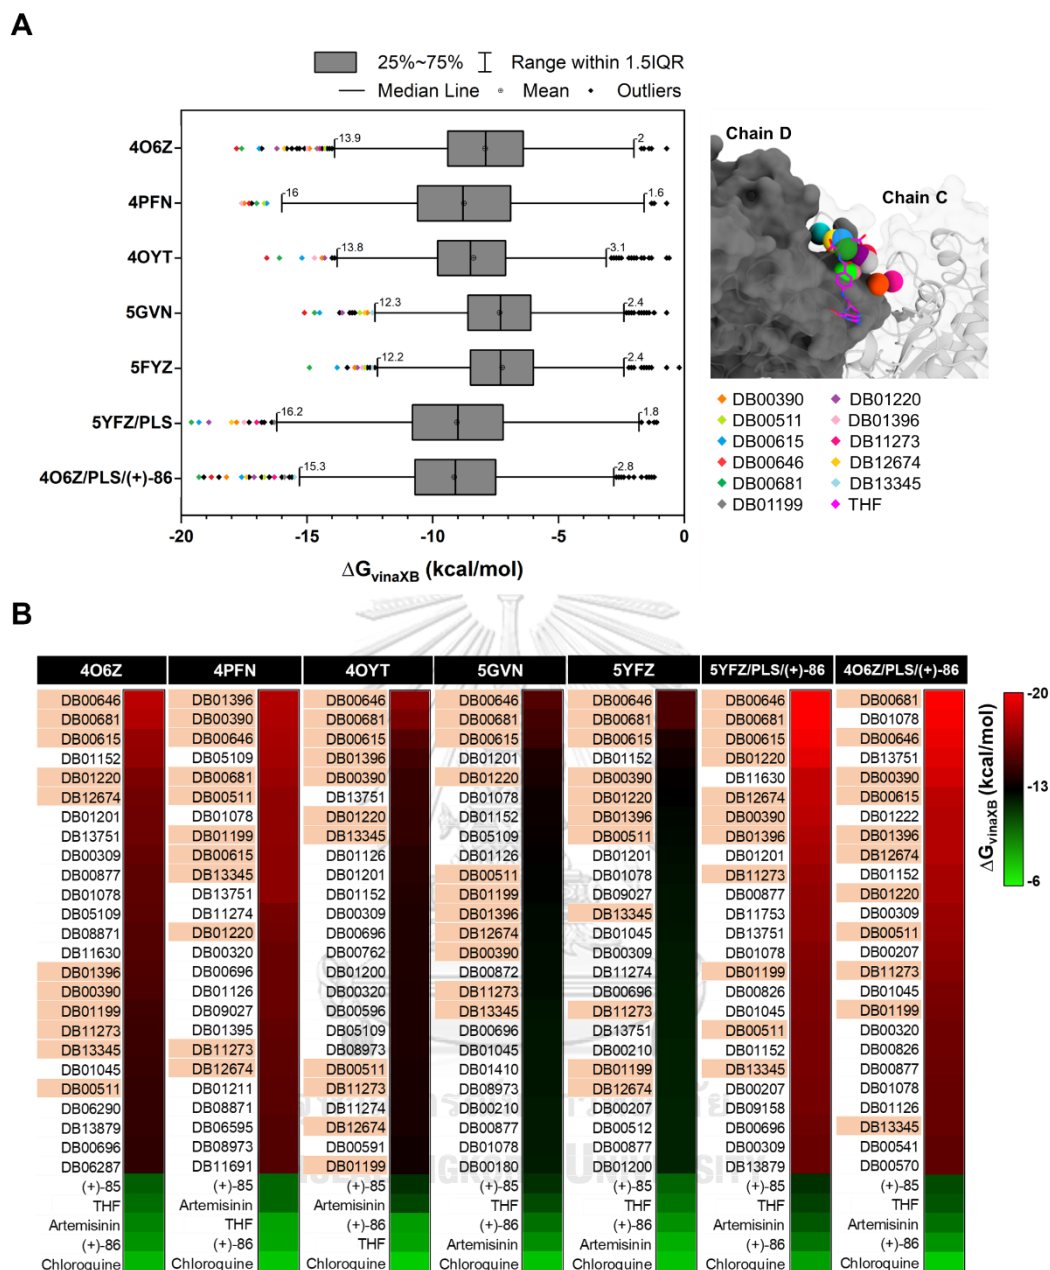 A
25%~75% Range within 1.5IQR
Median Line Mean Outliers
4O6Z
4PFN
4OYT
5GVN
5FYZ
5YFZ/PLS
4O6Z/PLS/(+)-86
-13.9
2
-16
1.6
-13.8
3.1
-12.3
2.4
-12.2
2.4
-16.2
1.8
-15.3
2.8
-20 -15 -10 -5 0
ΔGvinaXB (kcal/mol)
Chain D
Chain C
DB00390 DB01220
DB00511 DB01396
DB00615 DB11273
DB00646 DB12674
DB00681 DB13345
DB01199 THF
B
4O6Z 4PFN 4OYT 5GVN 5YFZ 5YFZ/PLS/(+)-86 4O6Z/PLS/(+)-86
DB00646 DB01396 DB00646 DB00646 DB00646 DB00646 DB00681
DB00681 DB00390 DB00681 DB00681 DB00681 DB00681 DB01078
DB00615 DB00646 DB00615 DB00615 DB00615 DB00615 DB00646
DB01152 DB05109 DB01396 DB01201 DB01152 DB01220 DB13751
DB01220 DB00681 DB00390 DB01220 DB00390 DB11630 DB00390
DB12674 DB00511 DB13751 DB01078 DB01220 DB12674 DB00615
DB01201 DB01078 DB01220 DB01152 DB01396 DB00390 DB01222
DB13751 DB01199 DB13345 DB05109 DB00511 DB01396 DB01396
DB00309 DB00615 DB01126 DB01126 DB01201 DB01201 DB12674
DB00877 DB13345 DB01201 DB00511 DB01078 DB11273 DB01152
DB01078 DB13751 DB01152 DB01199 DB09027 DB00877 DB01220
DB05109 DB11274 DB00309 DB01396 DB13345 DB11753 DB00309
DB08871 DB01220 DB00696 DB12674 DB01045 DB13751 DB00511
DB11630 DB00320 DB00762 DB00390 DB00309 DB01078 DB00207
DB01396 DB00696 DB01200 DB00872 DB11274 DB01199 DB11273
DB00390 DB01126 DB00320 DB11273 DB00696 DB00826 DB01045
DB01199 DB09027 DB00596 DB13345 DB11273 DB01045 DB01199
DB11273 DB01395 DB05109 DB00696 DB13751 DB00511 DB00320
DB13345 DB11273 DB08973 DB01045 DB00210 DB01152 DB00826
DB01045 DB12674 DB00511 DB01410 DB01199 DB13345 DB00877
DB00511 DB01211 DB11273 DB08973 DB12674 DB00207 DB01078
DB06290 DB08871 DB11274 DB00210 DB00207 DB09158 DB01126
DB13879 DB06595 DB12674 DB00877 DB00512 DB00696 DB13345
DB00696 DB08973 DB00591 DB01078 DB00877 DB00309 DB00541
DB06287 DB11691 DB01199 DB00180 DB01200 DB13879 DB00570
(+)-85 (+)-85 (+)-85 (+)-85 (+)-85 (+)-85 (+)-85
THF Artemisinin THF THF THF THF THF
Artemisinin THF (+)-86 (+)-86 (+)-86 Artemisinin Artemisinin
(+)-86 (+)-86 THF Artemisinin Artemisinin (+)-86 (+)-86
Chloroquine Chloroquine Chloroquine Chloroquine Chloroquine Chloroquine Chloroquine
-20
-13
-6
ΔGvinaXB (kcal/mol)
UNIVERSITY